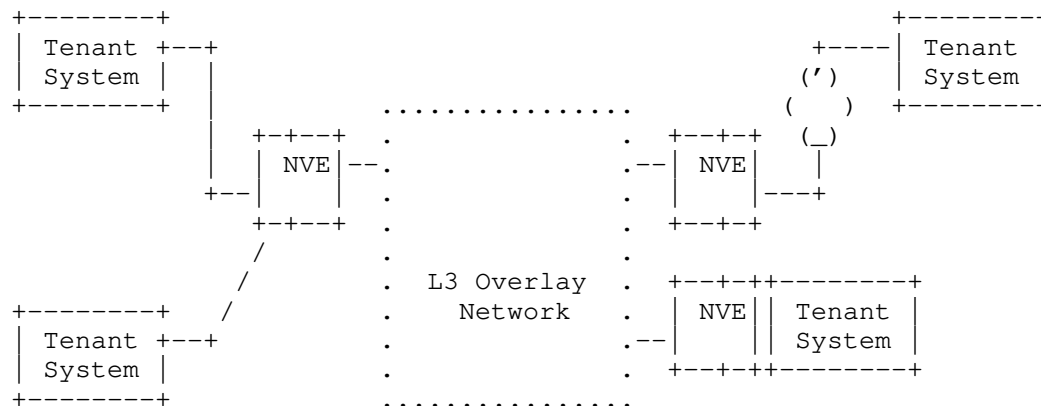 Tenant
System
Tenant
System
NVE
NVE
L3 Overlay
Network
Tenant
System
NVE
Tenant
System